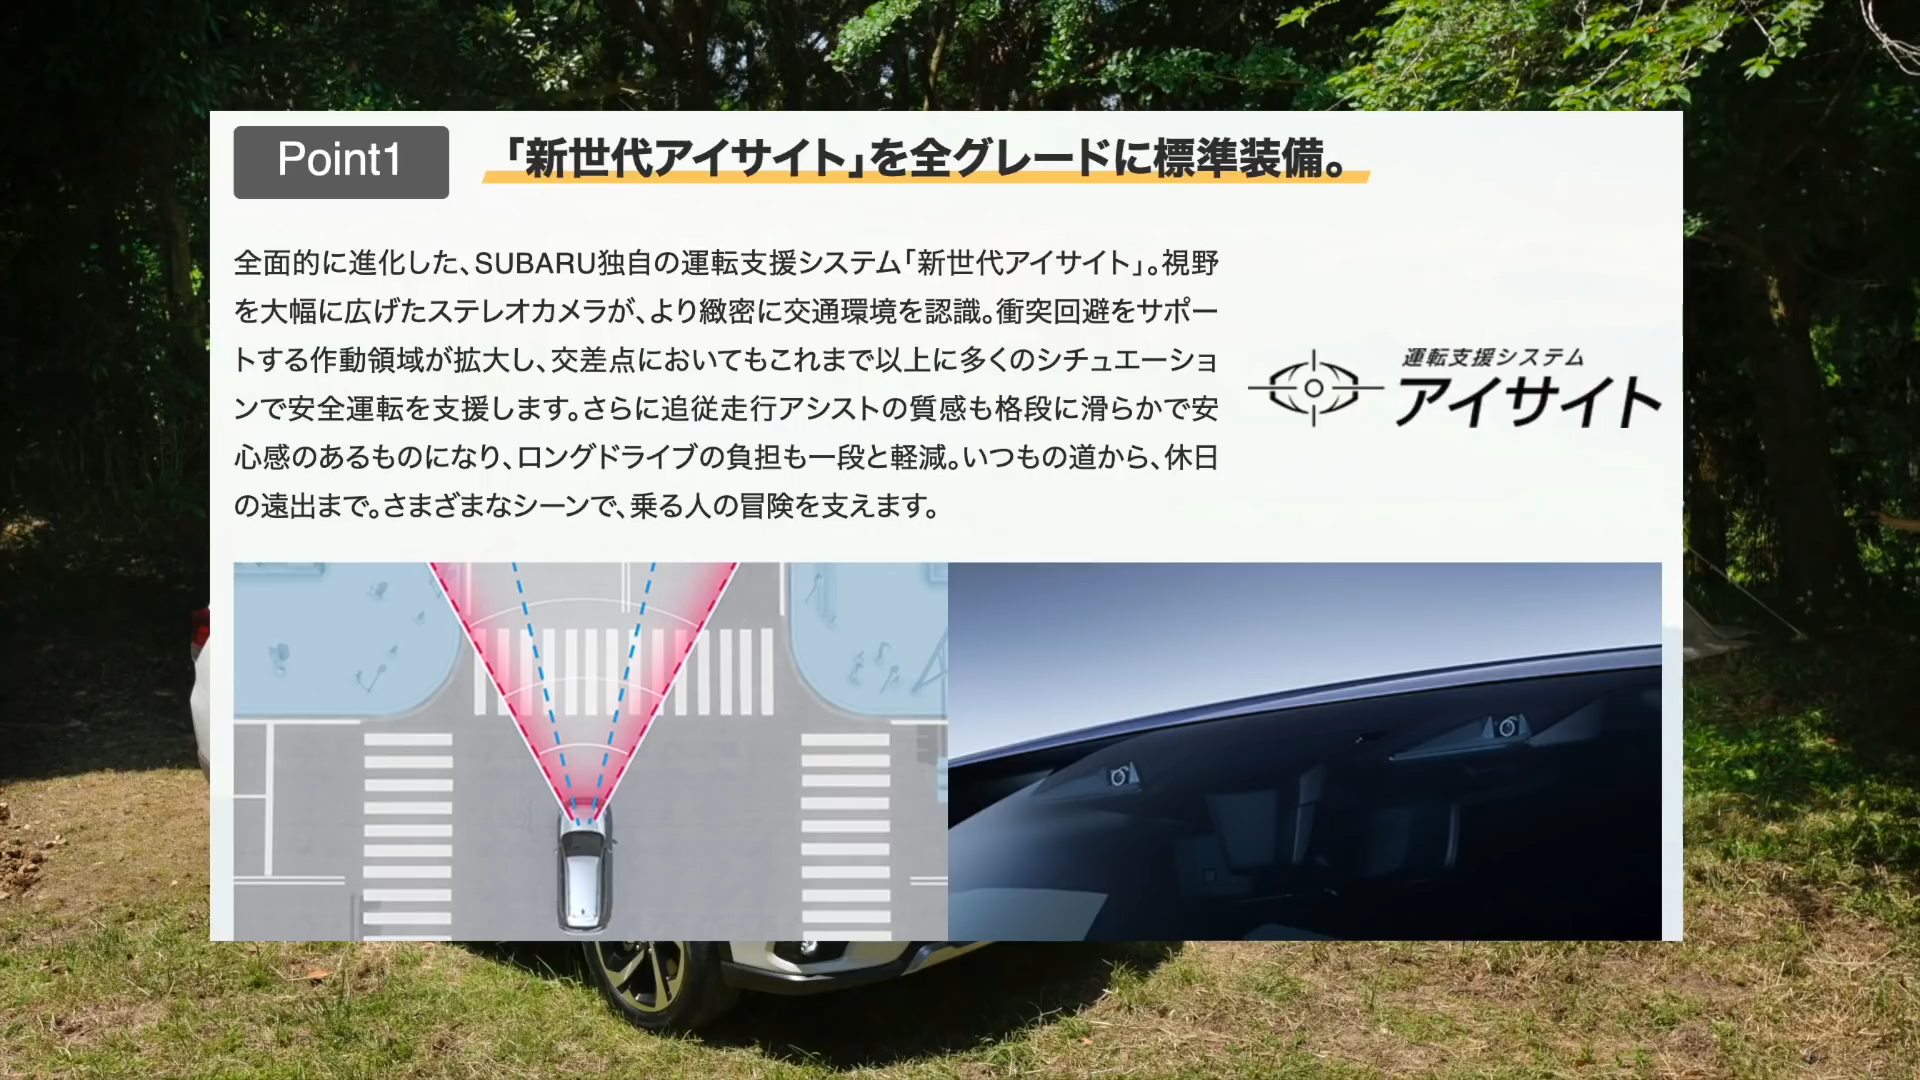 Point1
「新世代アイサイト」を全グレードに標準装備。
全面的に進化した、SUBARU独自の運転支援システム「新世代アイサイト」。視野
を大幅に広げたステレオカメラが、より緻密に交通環境を認識。衝突回避をサポー
トする作動領域が拡大し、交差点においてもこれまで以上に多くのシチュエーショ
ンで安全運転を支援します。さらに追従走行アシストの質感も格段に滑らかで安
心感のあるものになり、ロングドライブの負担も一段と軽減。いつもの道から、休日
の遠出まで。さまざまなシーンで、乗る人の冒険を支えます。
運転支援システム
アイサイト